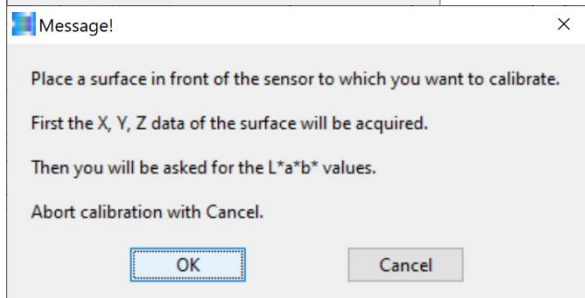 Message!
Place a surface in front of the sensor to which you want to calibrate.
First the X, Y, Z data of the surface will be acquired.
Then you will be asked for the L*a*b* values.
Abort calibration with Cancel.
OK
Cancel